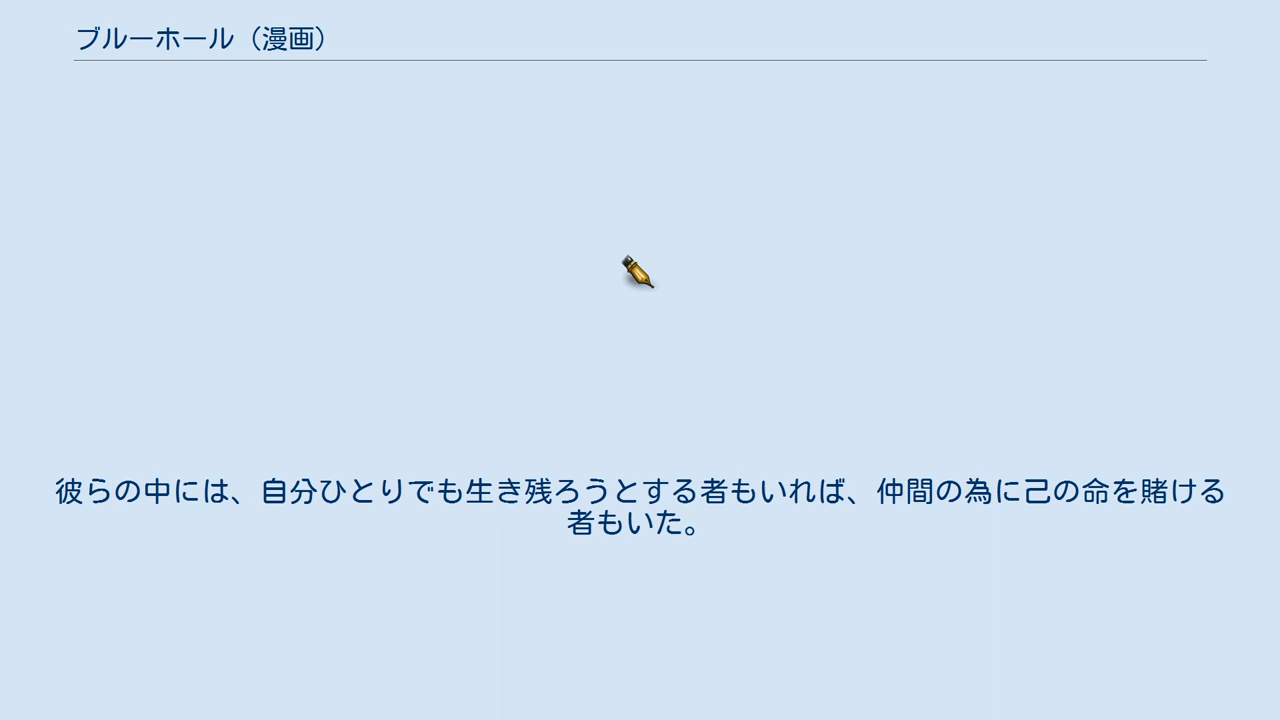 ブルーホール（漫画）
彼らの中には、自分ひとりでも生き残ろうとする者もいれば、仲間の為に己の命を賭ける
者もいた。